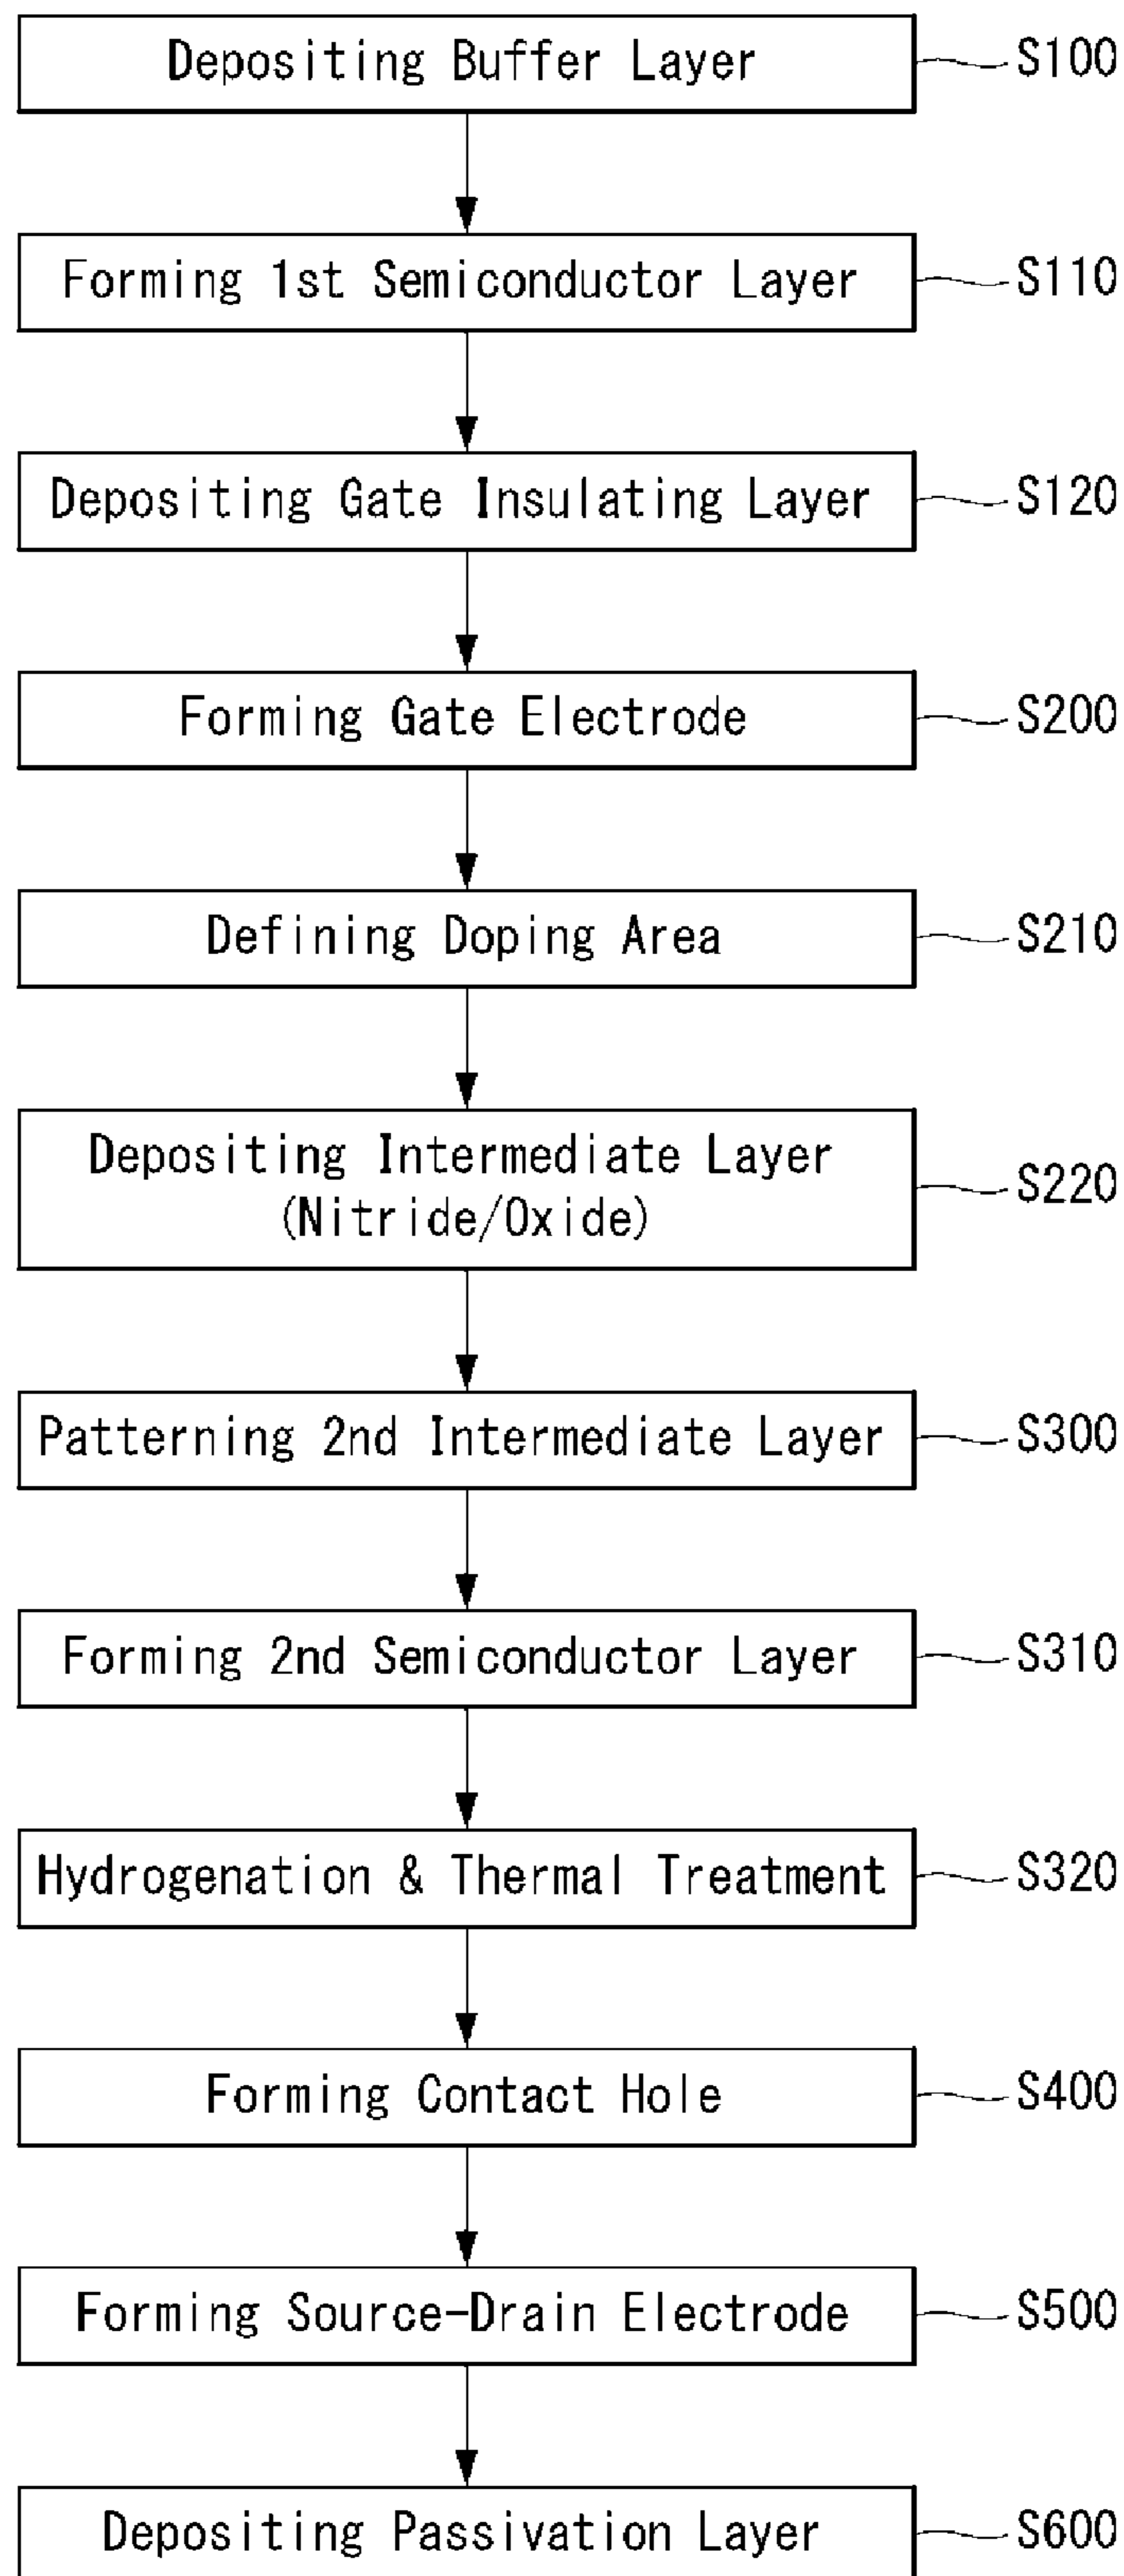 Depositing Buffer Layer S100
Forming 1st Semiconductor Layer S110
Depositing Gate Insulating Layer S120
Forming Gate Electrode S200
Defining Doping Area S210
Depositing Intermediate Layer
(Nitride/Oxide) S220
Patterning 2nd Intermediate Layer S300
Forming 2nd Semiconductor Layer S310
Hydrogenation & Thermal Treatment S320
Forming Contact Hole S400
Forming Source-Drain Electrode S500
Depositing Passivation Layer S600